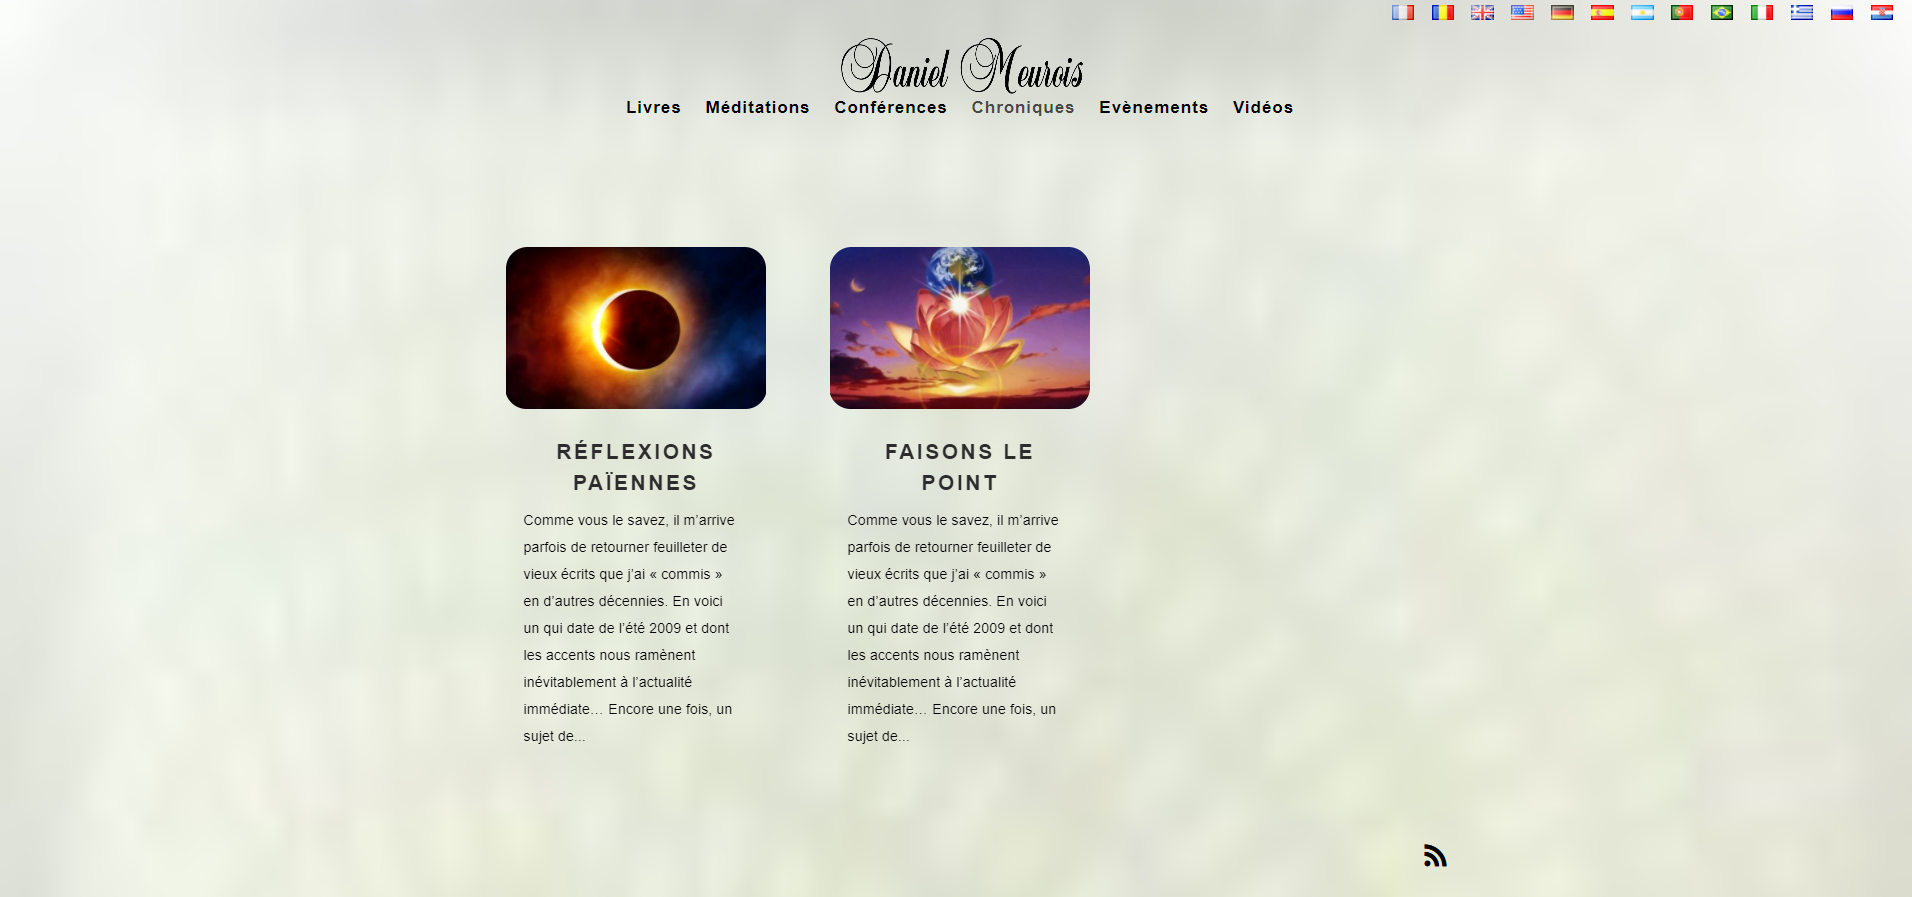 Daniel Meurois
Livres Méditations Conférences Chroniques Evènements Vidéos
RÉFLEXIONS
PAÏENNES
Comme vous le savez, il m’arrive
parfois de retourner feuilleter de
vieux écrits que j’ai « commis »
en d’autres décennies. En voici
un qui date de l’été 2009 et dont
les accents nous ramènent
inévitablement à l’actualité
immédiate… Encore une fois, un
sujet de...
FAISONS LE
POINT
Comme vous le savez, il m’arrive
parfois de retourner feuilleter de
vieux écrits que j’ai « commis »
en d’autres décennies. En voici
un qui date de l’été 2009 et dont
les accents nous ramènent
inévitablement à l’actualité
immédiate… Encore une fois, un
sujet de...